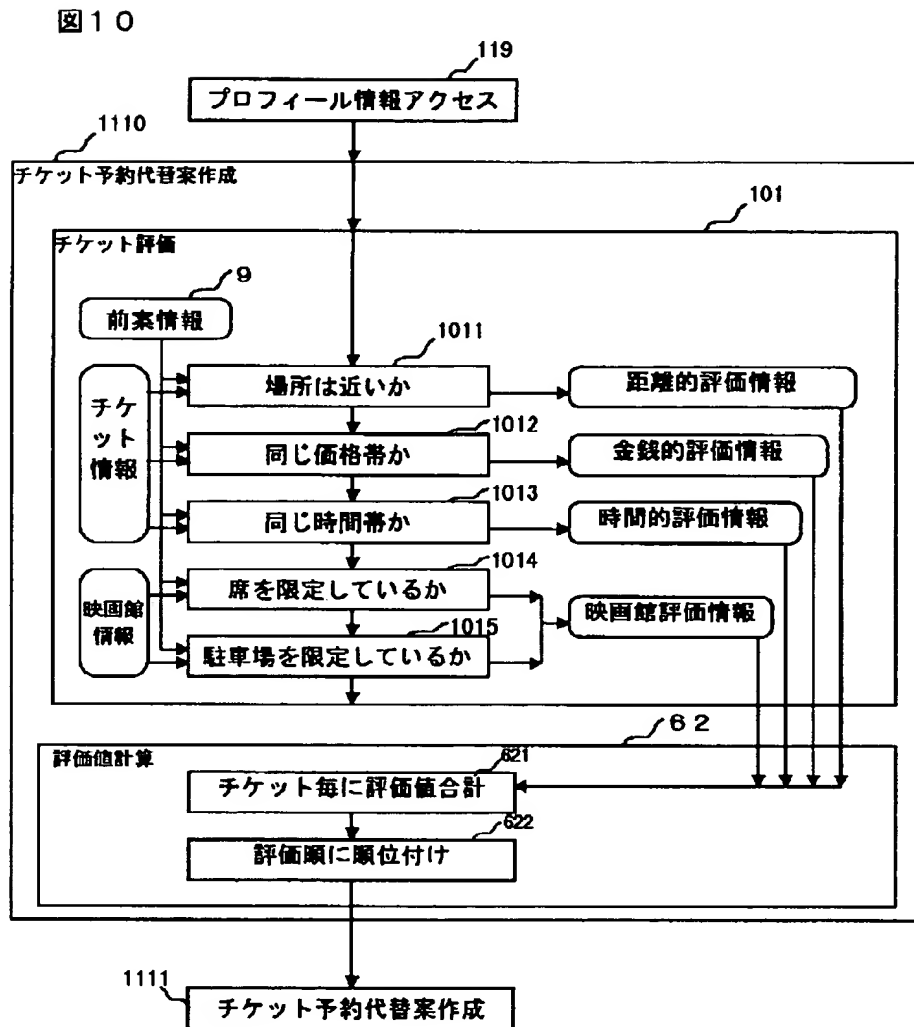 図10
119
プロフィール情報アクセス
1110
チケット予約代替案作成
101
チケット評価
9
前案情報
1011
場所は近いか
距離的評価情報
チケ
ット
情報
1012
同じ価格帯か
金銭的評価情報
1013
同じ時間帯か
時間的評価情報
1014
席を限定しているか
映画館
情報
映画館評価情報
1015
駐車場を限定しているか
62
評価値計算
621
チケット毎に評価値合計
622
評価順に順位付け
1111
チケット予約代替案作成